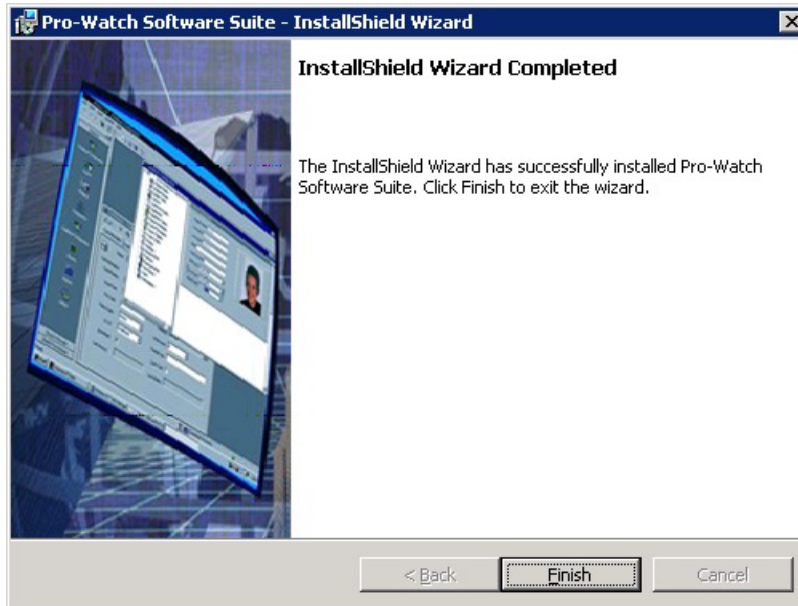 Pro-Watch Software Suite - InstallShield Wizard
InstallShield Wizard Completed
The InstallShield Wizard has successfully installed Pro-Watch
Software Suite. Click Finish to exit the wizard.
< Back
Finish
Cancel